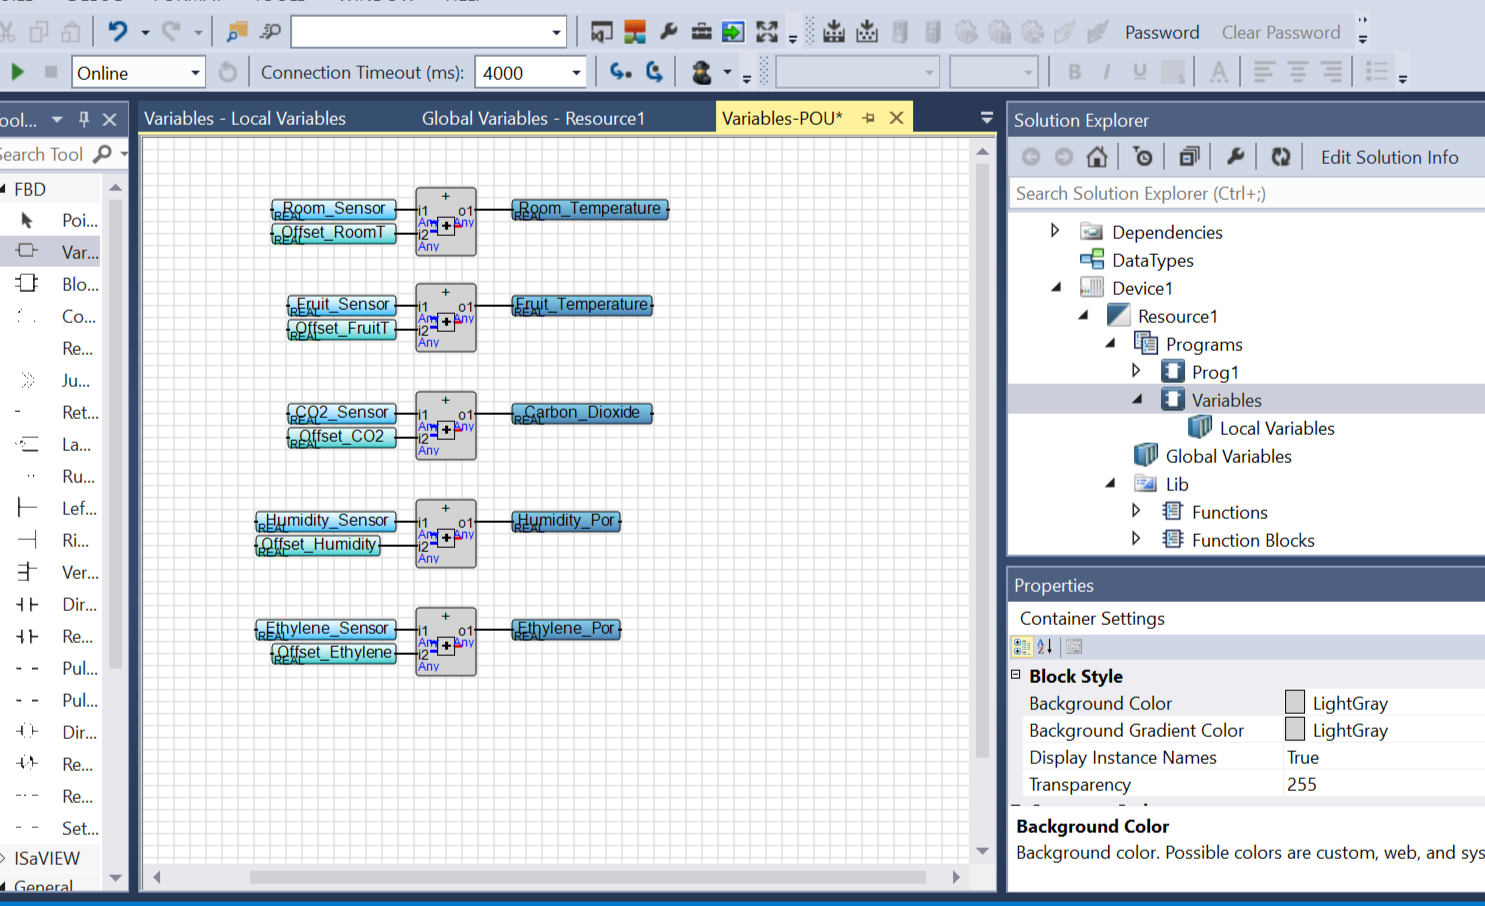 Password
Clear Password
Online
Connection Timeout (ms):
4000
Variables - Local Variables
Global Variables - Resource1
Variables-POU*
Solution Explorer
ool...
Search Tool
FBD
Poi...
Var...
Blo...
Co...
Re...
Ju...
Ret...
La...
Ru...
Lef...
Ri...
Ver...
Dir...
Re...
Pul...
Pul...
Dir...
Re...
Re...
Set...
ISaVIEW
General
Room_Sensor
REAL
Offset_RoomT
REAL
+
i1
o1
Any
Any
i2
Any
Room_Temperature
REAL
Fruit_Sensor
REAL
Offset_FruitT
REAL
+
i1
o1
Any
Any
i2
Any
Fruit_Temperature
REAL
CO2_Sensor
REAL
Offset_CO2
REAL
+
i1
o1
Any
Any
i2
Any
Carbon_Dioxide
REAL
Humidity_Sensor
REAL
Offset_Humidity
REAL
+
i1
o1
Any
Any
i2
Any
Humidity_Por
REAL
Ethylene_Sensor
REAL
Offset_Ethylene
REAL
+
i1
o1
Any
Any
i2
Any
Ethylene_Por
REAL
Edit Solution Info
Search Solution Explorer (Ctrl+;)
Dependencies
DataTypes
Device1
Resource1
Programs
Prog1
Variables
Local Variables
Global Variables
Lib
Functions
Function Blocks
Properties
Container Settings
Block Style
Background Color
LightGray
Background Gradient Color
LightGray
Display Instance Names
True
Transparency
255
Background Color
Background color. Possible colors are custom, web, and sys